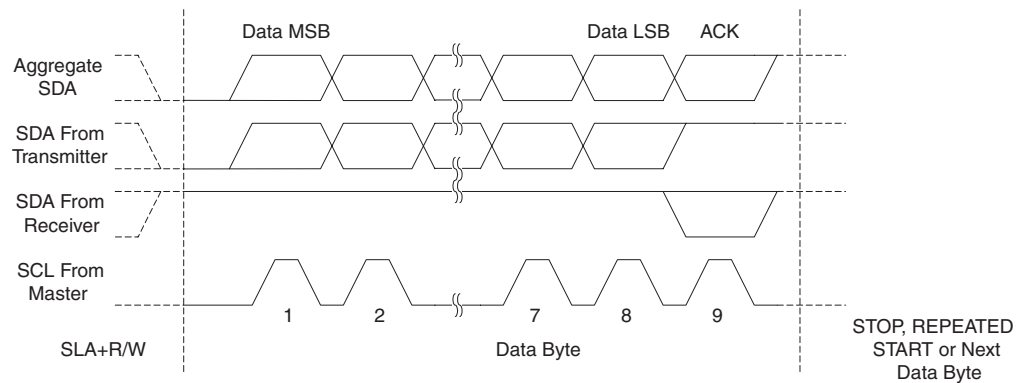 Data MSB
Data LSB
ACK
Aggregate
SDA
SDA From
Transmitter
SDA From
Receiver
SCL From
Master
1
2
7
8
9
SLA+R/W
Data Byte
STOP, REPEATED
START or Next
Data Byte